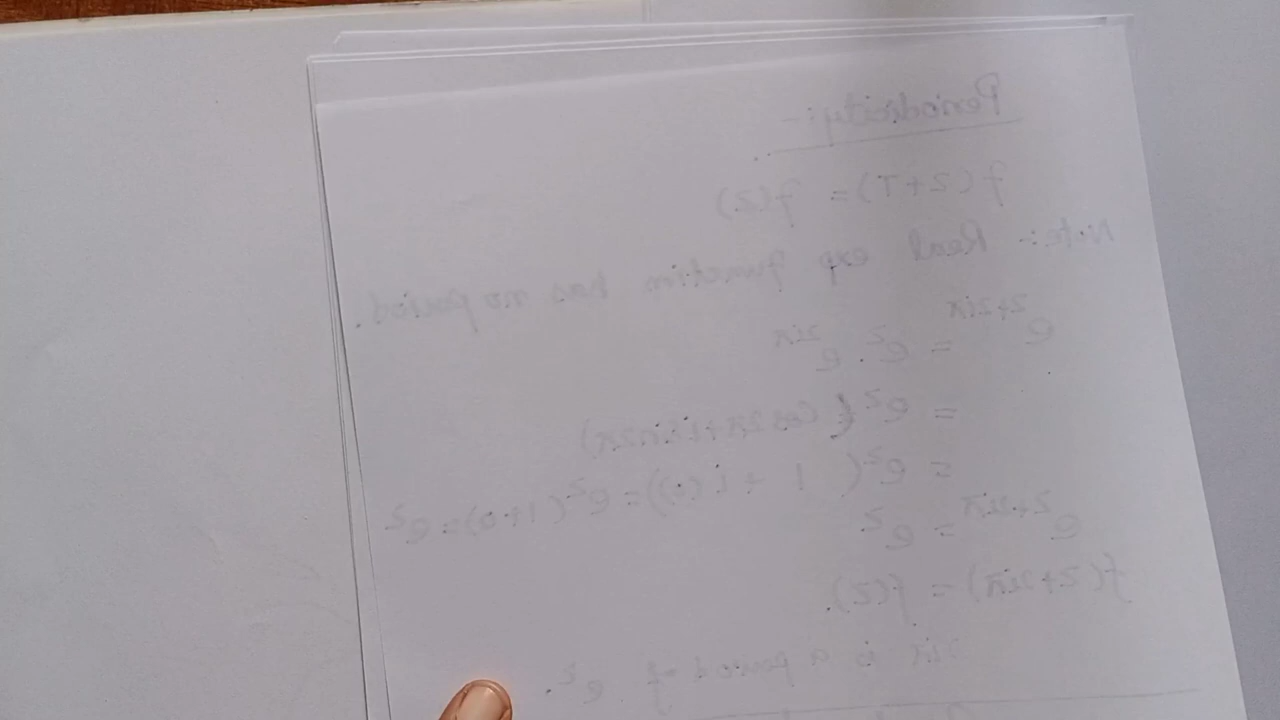 Periodicity:-
f(z+T) = f(z)
Note:- Real exp function has no period.
e^{z+2iπ} = e^z . e^{2iπ}
= e^z ( Cos2π+iSin2π)
= e^z ( 1 + i(0)) = e^z (1+0) = e^z
e^{z+2iπ} = e^z
f(z+2iπ) = f(z).
2iπ is a period of e^z.